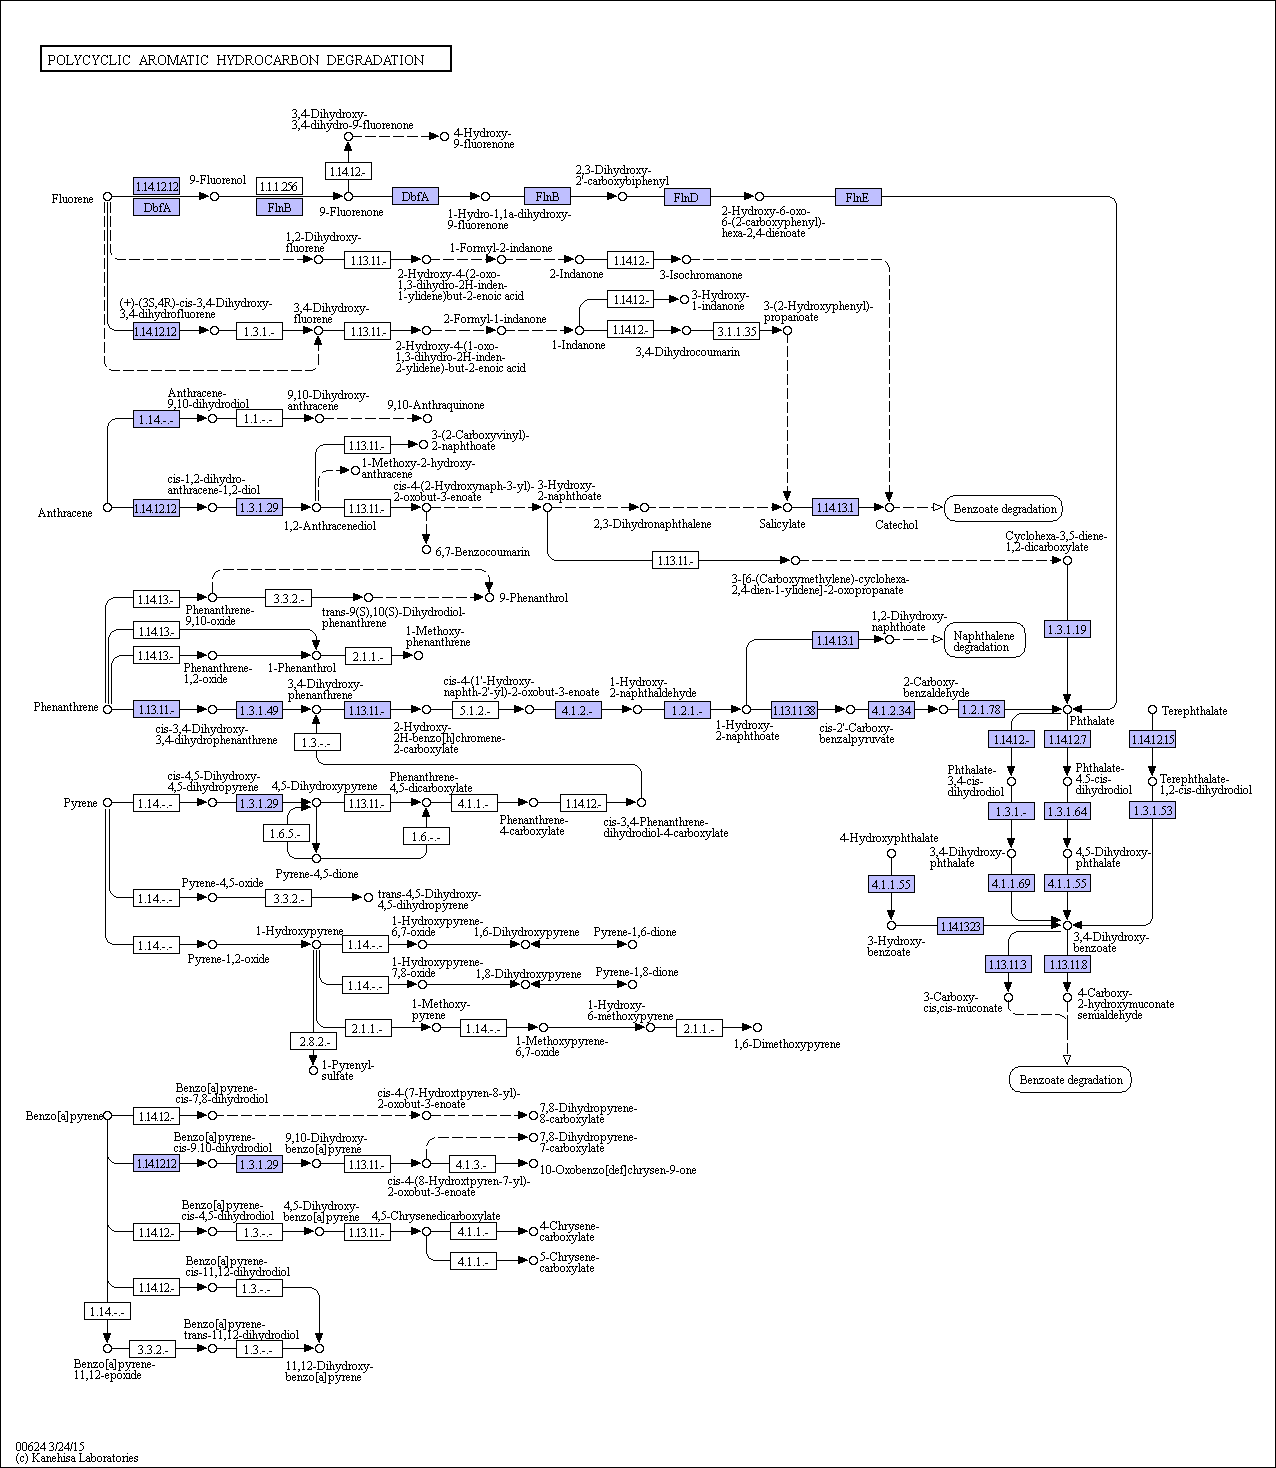 POLYCYCLIC AROMATIC HYDROCARBON DEGRADATION
3,4-Dihydroxy-
3,4-dihydro-9-fluorenone
4-Hydroxy-
9-fluorenone
1.14.12.-
Fluorene
1.14.12.12
DbfA
9-Fluorenol
1.1.1.256
FlnB
9-Fluorenone
DbfA
1-Hydro-1,1a-dihydroxy-
9-fluorenone
FlnB
2,3-Dihydroxy-
2'-carboxybiphenyl
FlnD
2-Hydroxy-6-oxo-
6-(2-carboxyphenyl)-
hexa-2,4-dienoate
FlnE
1,2-Dihydroxy-
fluorene
1.13.11.-
2-Hydroxy-4-(2-oxo-
1,3-dihydro-2H-inden-
1-ylidene)but-2-enoic acid
1-Formyl-2-indanone
2-Indanone
1.14.12.-
3-Isochromanone
(+)-(3S,4R)-cis-3,4-Dihydroxy-
3,4-dihydrofluorene
1.14.12.12
1.3.1.-
3,4-Dihydroxy-
fluorene
1.13.11.-
2-Hydroxy-4-(1-oxo-
1,3-dihydro-2H-inden-
2-ylidene)-but-2-enoic acid
2-Formyl-1-indanone
1-Indanone
1.14.12.-
3-Hydroxy-
1-indanone
1.14.12.-
3,4-Dihydrocoumarin
3.1.1.35
3-(2-Hydroxyphenyl)-
propanoate
Anthracene-
9,10-dihydrodiol
1.14.-.-
1.1.-.-
9,10-Dihydroxy-
anthracene
9,10-Anthraquinone
1.13.11.-
3-(2-Carboxyvinyl)-
2-naphthoate
1-Methoxy-2-hydroxy-
anthracene
Anthracene
1.14.12.12
cis-1,2-dihydro-
anthracene-1,2-diol
1.3.1.29
1,2-Anthracenediol
1.13.11.-
cis-4-(2-Hydroxynaph-3-yl)-
2-oxobut-3-enoate
6,7-Benzocoumarin
3-Hydroxy-
2-naphthoate
2,3-Dihydronaphthalene
Salicylate
1.14.13.1
Catechol
Benzoate degradation
1.13.11.-
3-[6-(Carboxymethylene)-cyclohexa-
2,4-dien-1-ylidene]-2-oxopropanate
Cyclohexa-3,5-diene-
1,2-dicarboxylate
1.3.1.19
1.14.13.-
Phenanthrene-
9,10-oxide
3.3.2.-
trans-9(S),10(S)-Dihydrodiol-
phenanthrene
9-Phenanthrol
1.14.13.-
1.14.13.-
Phenanthrene-
1,2-oxide
1-Phenanthrol
2.1.1.-
1-Methoxy-
phenanthrene
1.14.13.1
1,2-Dihydroxy-
naphthoate
Naphthalene
degradation
Phenanthrene
1.13.11.-
cis-3,4-Dihydroxy-
3,4-dihydrophenanthrene
1.3.1.49
3,4-Dihydroxy-
phenanthrene
1.13.11.-
2-Hydroxy-
2H-benzo[h]chromene-
2-carboxylate
5.1.2.-
cis-4-(1'-Hydroxy-
naphth-2'-yl)-2-oxobut-3-enoate
4.1.2.-
1-Hydroxy-
2-naphthaldehyde
1.2.1.-
1-Hydroxy-
2-naphthoate
1.13.11.38
cis-2'-Carboxy-
benzalpyruvate
4.1.2.34
2-Carboxy-
benzaldehyde
1.2.1.78
Phthalate
Terephthalate
1.3.-.-
1.14.12.-
1.14.12.7
1.14.12.15
Phthalate-
3,4-cis-
dihydrodiol
Phthalate-
4,5-cis-
dihydrodiol
Terephthalate-
1,2-cis-dihydrodiol
1.3.1.-
1.3.1.64
1.3.1.53
Pyrene
1.14.-.-
cis-4,5-Dihydroxy-
4,5-dihydropyrene
1.3.1.29
4,5-Dihydroxypyrene
1.13.11.-
Phenanthrene-
4,5-dicarboxylate
4.1.1.-
Phenanthrene-
4-carboxylate
1.14.12.-
cis-3,4-Phenanthrene-
dihydrodiol-4-carboxylate
1.6.5.-
1.6.-.-
Pyrene-4,5-dione
4-Hydroxyphthalate
3,4-Dihydroxy-
phthalate
4,5-Dihydroxy-
phthalate
4.1.1.55
4.1.1.69
4.1.1.55
1.14.-.-
Pyrene-4,5-oxide
3.3.2.-
trans-4,5-Dihydroxy-
4,5-dihydropyrene
3-Hydroxy-
benzoate
1.14.13.23
3,4-Dihydroxy-
benzoate
1.14.-.-
Pyrene-1,2-oxide
1-Hydroxypyrene
1.14.-.-
1-Hydroxypyrene-
6,7-oxide
1,6-Dihydroxypyrene
Pyrene-1,6-dione
1.14.-.-
1-Hydroxypyrene-
7,8-oxide
1,8-Dihydroxypyrene
Pyrene-1,8-dione
1.13.11.3
1.13.11.8
3-Carboxy-
cis,cis-muconate
4-Carboxy-
2-hydroxymuconate
semialdehyde
2.1.1.-
1-Methoxy-
pyrene
1.14.-.-
1-Methoxypyrene-
6,7-oxide
1-Hydroxy-
6-methoxypyrene
2.1.1.-
1,6-Dimethoxypyrene
2.8.2.-
1-Pyrenyl-
sulfate
Benzoate degradation
Benzo[a]pyrene
1.14.12.-
Benzo[a]pyrene-
cis-7,8-dihydrodiol
cis-4-(7-Hydroxtpyren-8-yl)-
2-oxobut-3-enoate
7,8-Dihydropyrene-
8-carboxylate
1.14.12.12
Benzo[a]pyrene-
cis-9.10-dihydrodiol
1.3.1.29
9,10-Dihydroxy-
benzo[a]pyrene
1.13.11.-
cis-4-(8-Hydroxtpyren-7-yl)-
2-oxobut-3-enoate
7,8-Dihydropyrene-
7-carboxylate
4.1.3.-
10-Oxobenzo[def]chrysen-9-one
1.14.12.-
Benzo[a]pyrene-
cis-4,5-dihydrodiol
1.3.-.-
4,5-Dihydroxy-
benzo[a]pyrene
1.13.11.-
4,5-Chrysenedicarboxylate
4.1.1.-
4-Chrysene-
carboxylate
4.1.1.-
5-Chrysene-
carboxylate
1.14.12.-
Benzo[a]pyrene-
cis-11,12-dihydrodiol
1.3.-.-
1.14.-.-
Benzo[a]pyrene-
11,12-epoxide
3.3.2.-
Benzo[a]pyrene-
trans-11,12-dihydrodiol
1.3.-.-
11,12-Dihydroxy-
benzo[a]pyrene
00624 3/24/15
(c) Kanehisa Laboratories